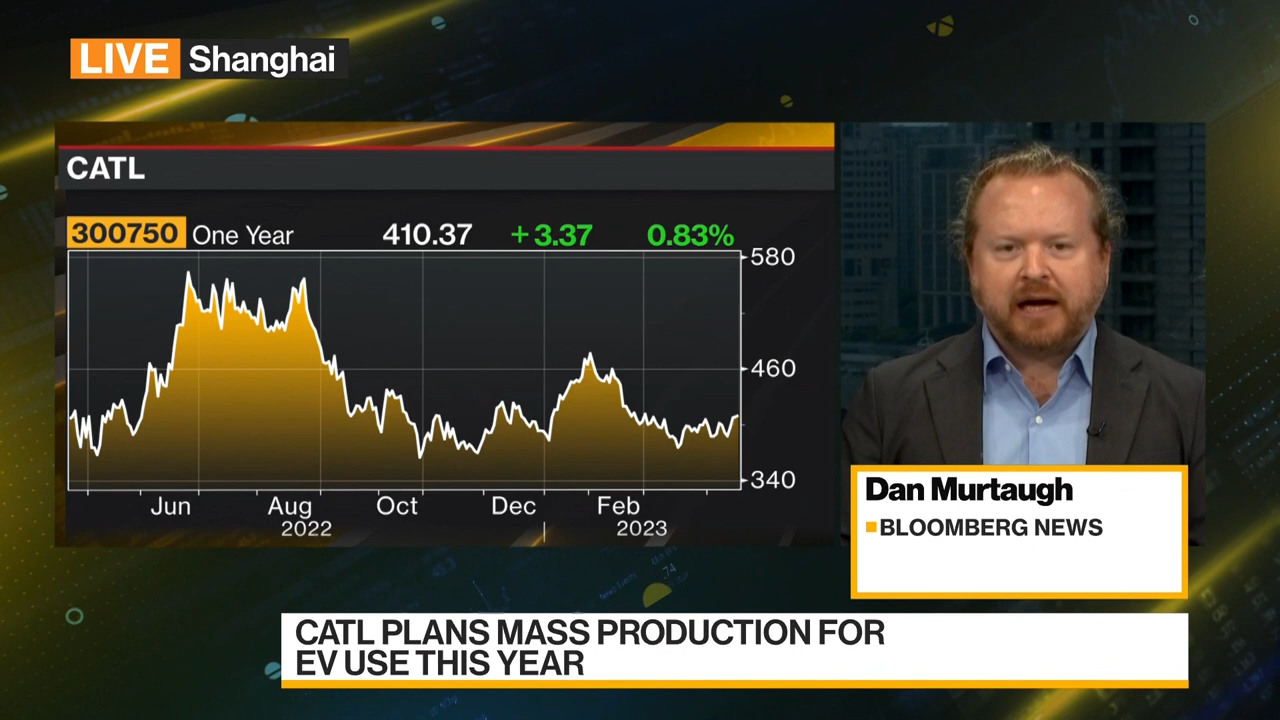 LIVE Shanghai
CATL
300750 One Year 410.37 +3.37 0.83%
580
460
340
Jun Aug Oct Dec Feb
2022 2023
Dan Murtaugh
BLOOMBERG NEWS
CATL PLANS MASS PRODUCTION FOR
EV USE THIS YEAR